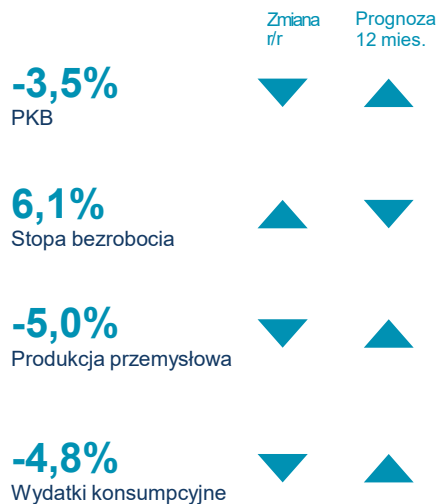 Zmiana
r/r
Prognoza
12 mies.
-3,5%
PKB
6,1%
Stopa bezrobocia
-5,0%
Produkcja przemysłowa
-4,8%
Wydatki konsumpcyjne